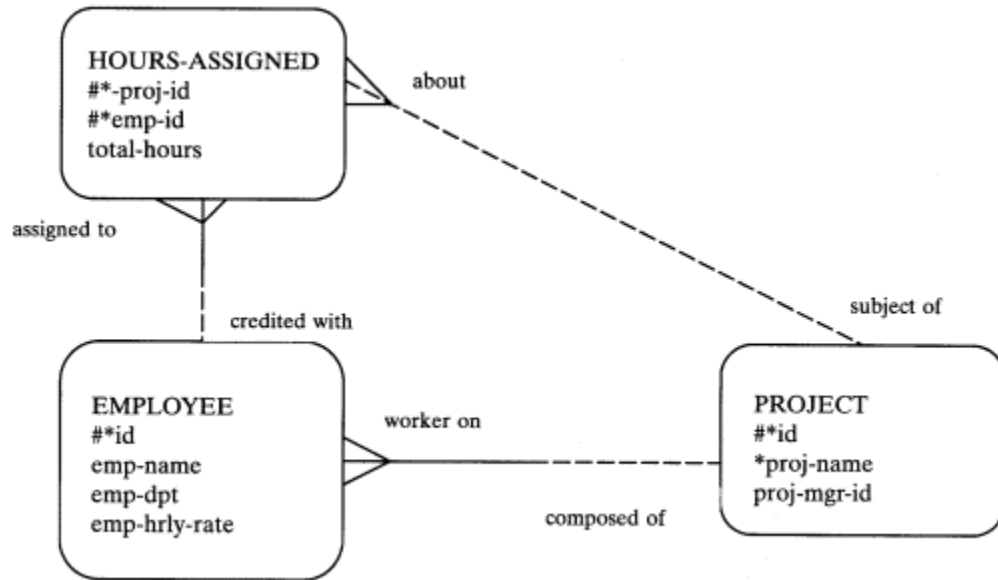 HOURS-ASSIGNED
#*-proj-id
#*emp-id
total-hours
about
assigned to
credited with
subject of
EMPLOYEE
#*id
emp-name
emp-dpt
emp-hrly-rate
worker on
composed of
PROJECT
#*id
*proj-name
proj-mgr-id